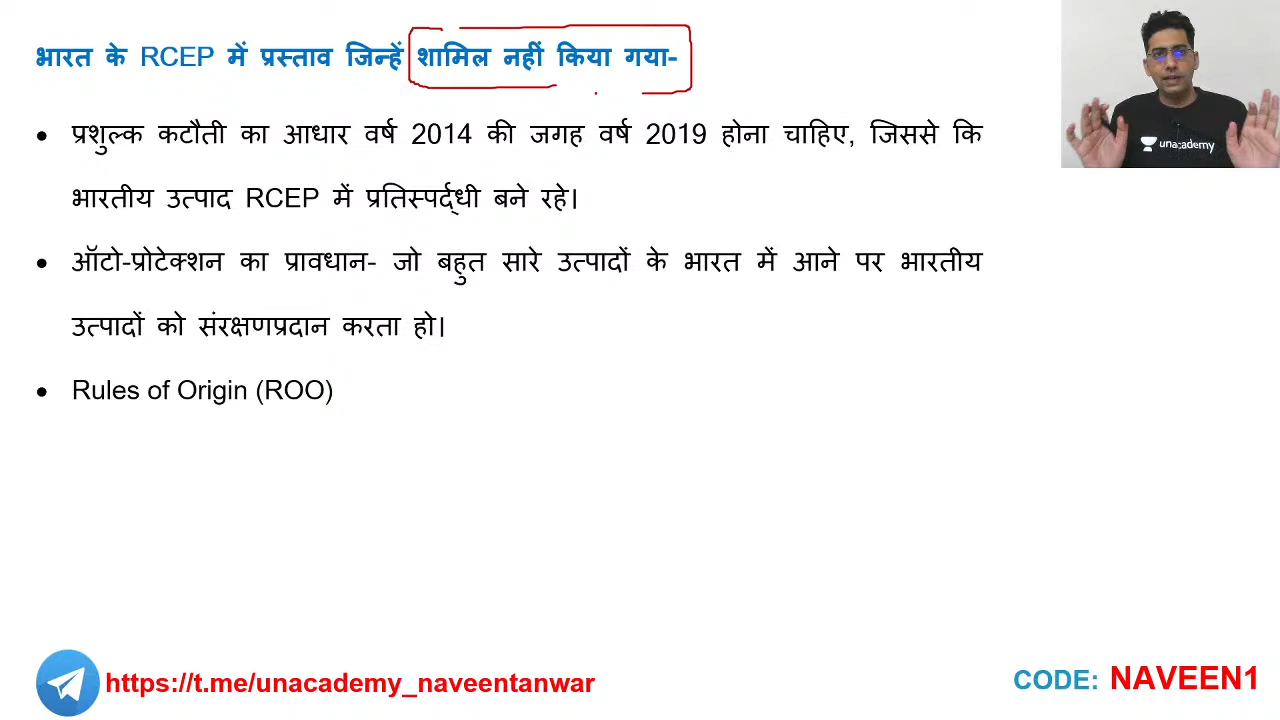 भारत के RCEP में प्रस्ताव जिन्हें शामिल नहीं किया गया-
unacademy
• प्रशुल्क कटौती का आधार वर्ष 2014 की जगह वर्ष 2019 होना चाहिए, जिससे कि
भारतीय उत्पाद RCEP में प्रतिस्पर्द्धी बने रहे।
• ऑटो-प्रोटेक्शन का प्रावधान- जो बहुत सारे उत्पादों के भारत में आने पर भारतीय
उत्पादों को संरक्षणप्रदान करता हो।
• Rules of Origin (ROO)
https://t.me/unacademy_naveentanwar
CODE: NAVEEN1